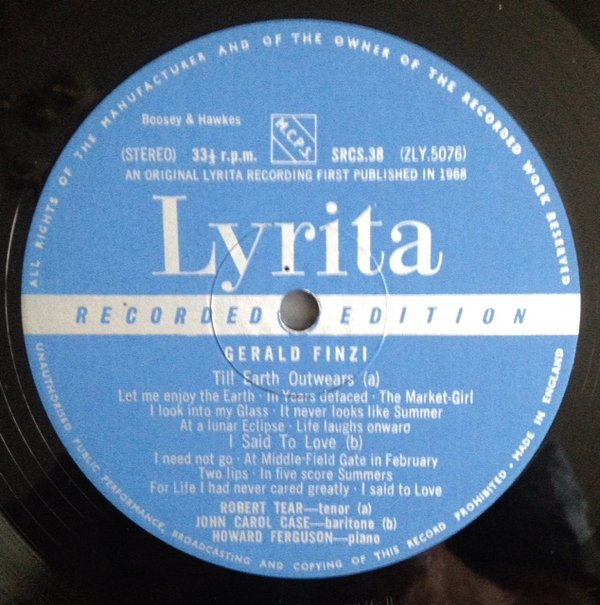 ALL RIGHTS OF THE MANUFACTURER AND OF THE OWNER OF THE RECORDED WORK RESERVED
Boosey & Hawkes
M.C.P.S
(STEREO) 33⅓ r.p.m. SRCS.38 (ZLY.5076)
AN ORIGINAL LYRITA RECORDING FIRST PUBLISHED IN 1968
Lyrita
RECORDED EDITION
GERALD FINZI
Till Earth Outwears (a)
Let me enjoy the Earth · In Years defaced · The Market-Girl
I look into my Glass · It never looks like Summer
At a lunar Eclipse · Life laughs onward
I Said To Love (b)
I need not go · At Middle-Field Gate in February
Two lips · In five score Summers
For Life I had never cared greatly · I said to Love
ROBERT TEAR—tenor (a)
JOHN CAROL CASE—baritone (b)
HOWARD FERGUSON—piano
UNAUTHORISED PUBLIC PERFORMANCE, BROADCASTING AND COPYING OF THIS RECORD PROHIBITED · MADE IN ENGLAND